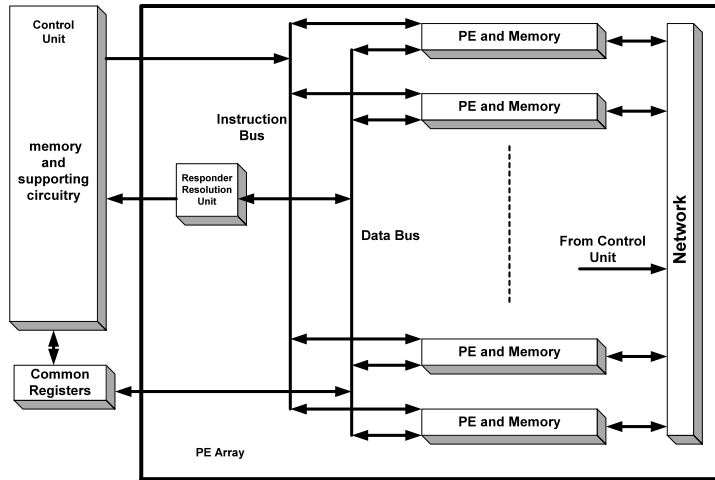 Control
Unit
memory
and
supporting
circuitry
Common
Registers
Instruction
Bus
Responder
Resolution
Unit
Data Bus
PE and Memory
PE and Memory
From Control
Unit
PE and Memory
PE and Memory
Network
PE Array